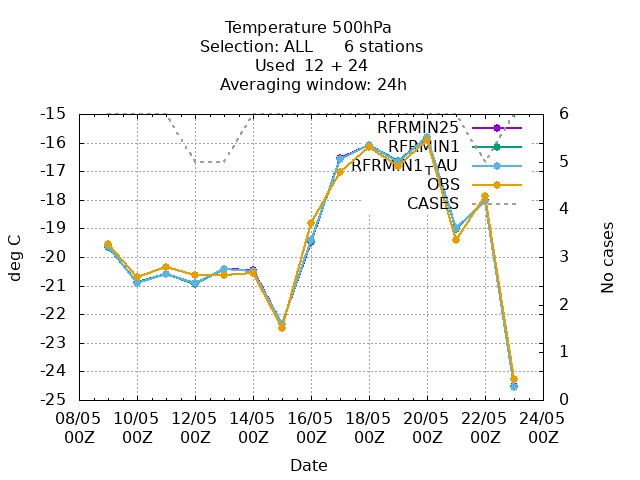 Temperature 500hPa
Selection: ALL 6 stations
Used 12 + 24
Averaging window: 24h
-15
-16
-17
-18
-19
-20
-21
-22
-23
-24
-25
deg C
RFRMIN25
RFRMIN1
RFRMIN1_TAU
OBS
CASES
6
5
4
3
2
1
0
No cases
08/05 10/05 12/05 14/05 16/05 18/05 20/05 22/05 24/05
00Z 00Z 00Z 00Z 00Z 00Z 00Z 00Z 00Z
Date